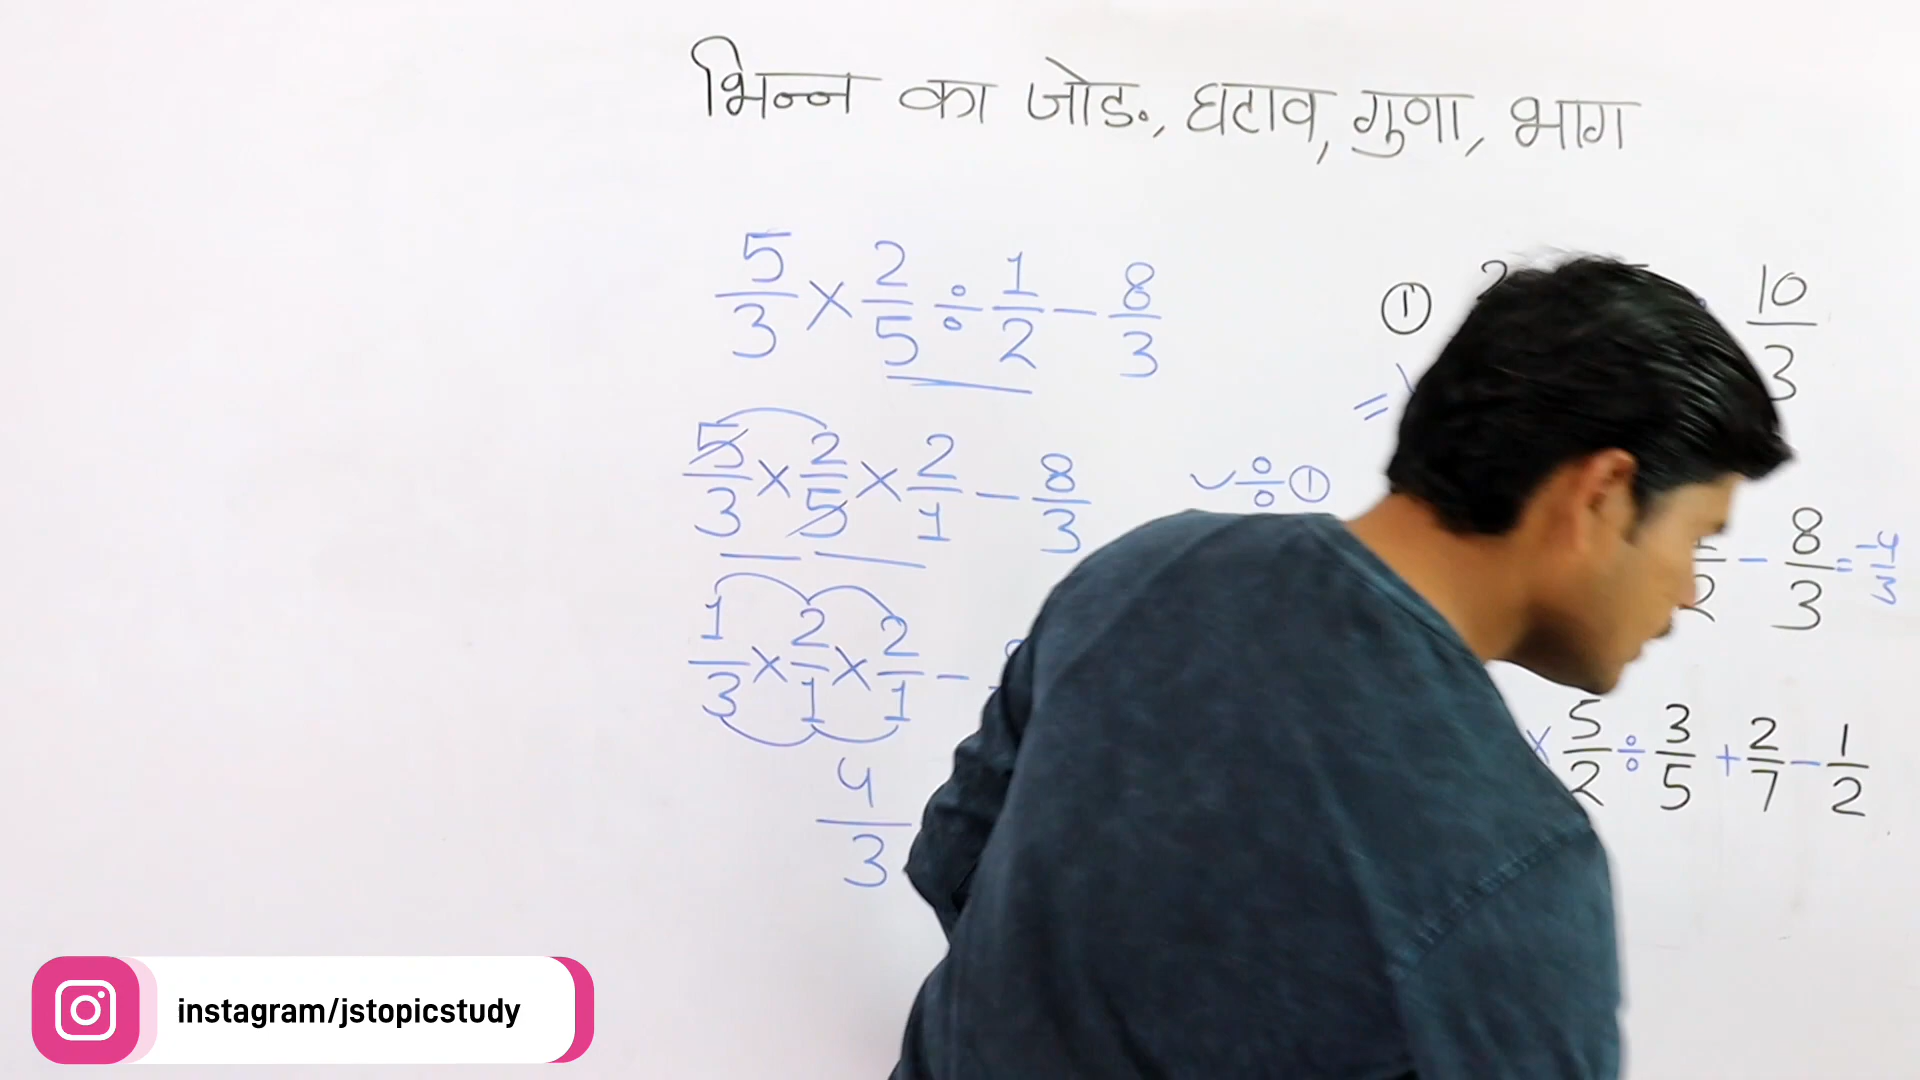 भिन्न का जोड़, घटाव, गुणा, भाग
5/3 × 2/5 ÷ 1/2 - 8/3
5/3 × 2/5 × 2/1 - 8/3
1/3 × 2/1 × 2/1 -
4/3
① 10/3
=
÷ ①
2 - 8/3 = -4/3
× 5/2 ÷ 3/5 + 2/7 - 1/2
instagram/jstopicstudy